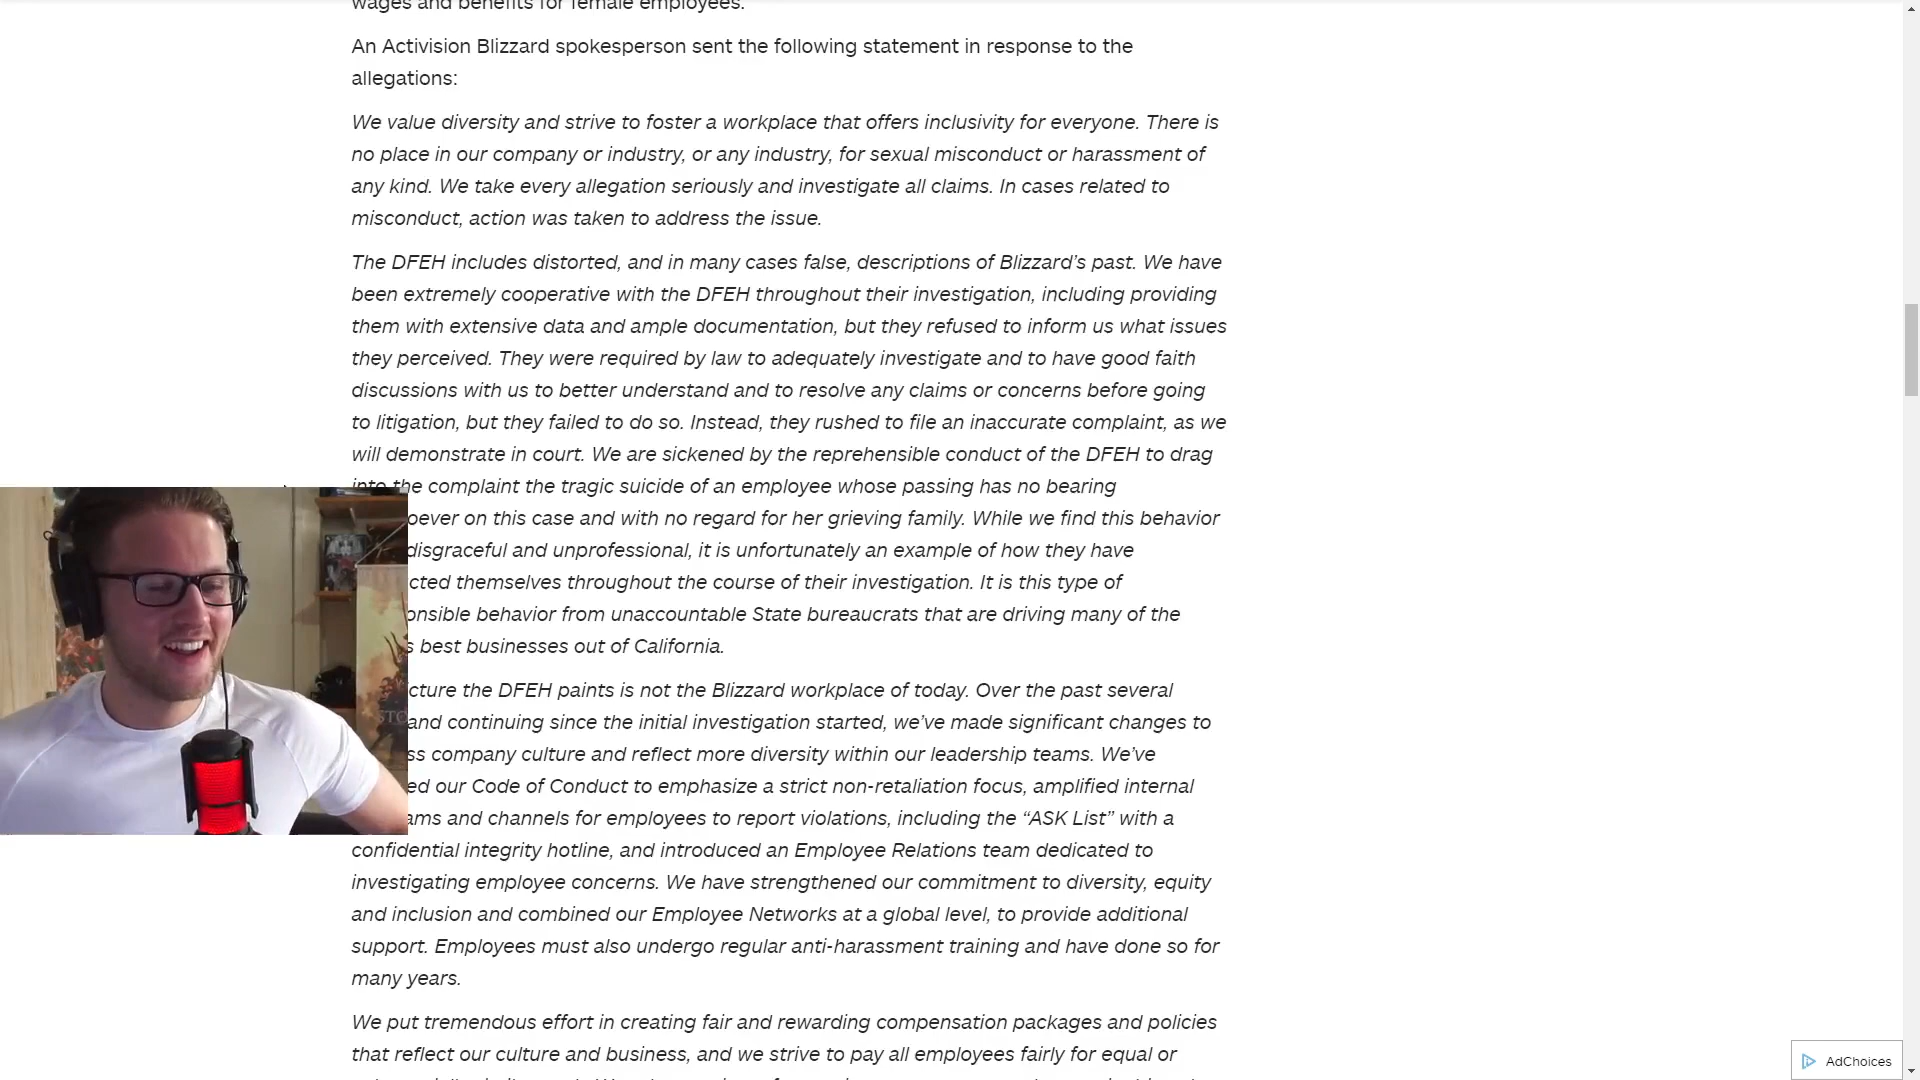 wages and benefits for female employees.
An Activision Blizzard spokesperson sent the following statement in response to the
allegations:
We value diversity and strive to foster a workplace that offers inclusivity for everyone. There is
no place in our company or industry, or any industry, for sexual misconduct or harassment of
any kind. We take every allegation seriously and investigate all claims. In cases related to
misconduct, action was taken to address the issue.
The DFEH includes distorted, and in many cases false, descriptions of Blizzard’s past. We have
been extremely cooperative with the DFEH throughout their investigation, including providing
them with extensive data and ample documentation, but they refused to inform us what issues
they perceived. They were required by law to adequately investigate and to have good faith
discussions with us to better understand and to resolve any claims or concerns before going
to litigation, but they failed to do so. Instead, they rushed to file an inaccurate complaint, as we
will demonstrate in court. We are sickened by the reprehensible conduct of the DFEH to drag
into the complaint the tragic suicide of an employee whose passing has no bearing
oever on this case and with no regard for her grieving family. While we find this behavior
disgraceful and unprofessional, it is unfortunately an example of how they have
cted themselves throughout the course of their investigation. It is this type of
onsible behavior from unaccountable State bureaucrats that are driving many of the
s best businesses out of California.
cture the DFEH paints is not the Blizzard workplace of today. Over the past several
and continuing since the initial investigation started, we’ve made significant changes to
ss company culture and reflect more diversity within our leadership teams. We’ve
ed our Code of Conduct to emphasize a strict non-retaliation focus, amplified internal
ams and channels for employees to report violations, including the “ASK List” with a
confidential integrity hotline, and introduced an Employee Relations team dedicated to
investigating employee concerns. We have strengthened our commitment to diversity, equity
and inclusion and combined our Employee Networks at a global level, to provide additional
support. Employees must also undergo regular anti-harassment training and have done so for
many years.
We put tremendous effort in creating fair and rewarding compensation packages and policies
that reflect our culture and business, and we strive to pay all employees fairly for equal or
AdChoices